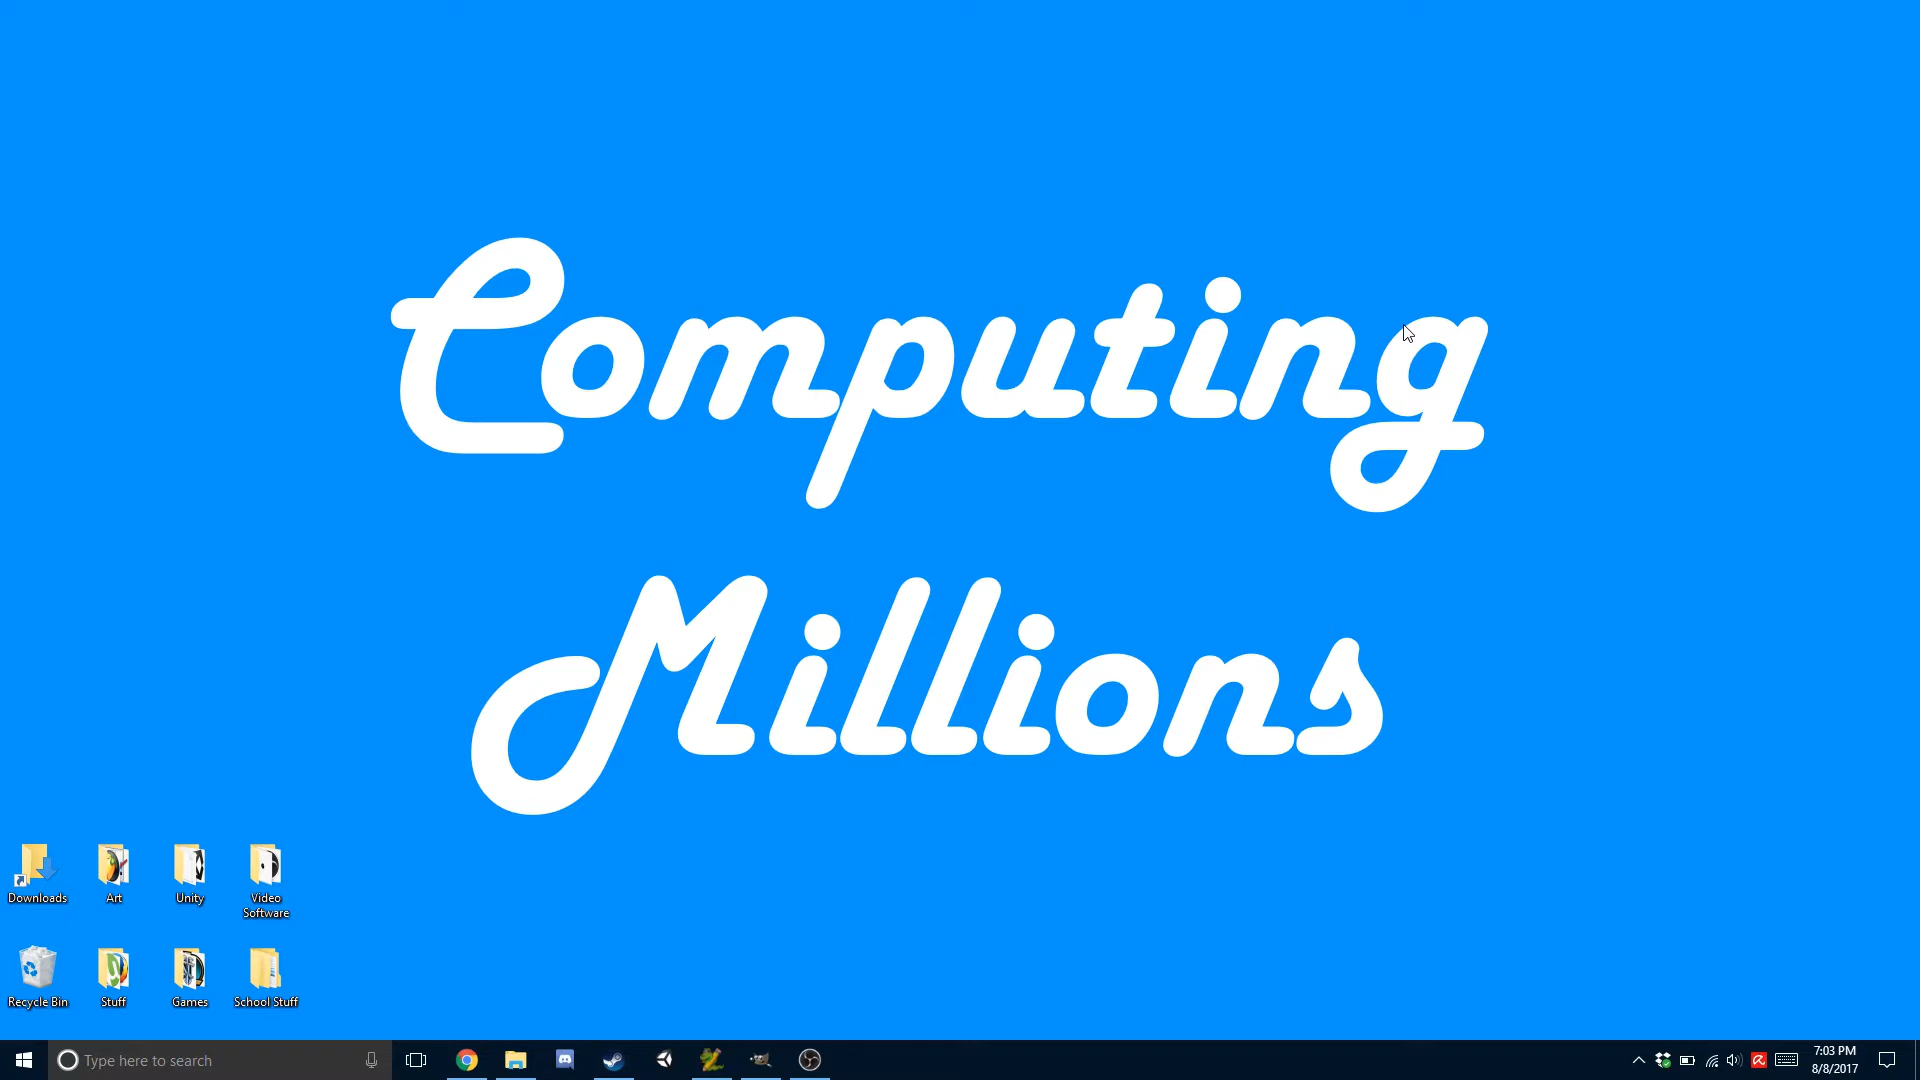 Computing
Millions
Downloads
Art
Unity
Video
Software
Recycle Bin
Stuff
Games
School Stuff
Type here to search
7:03 PM
8/8/2017